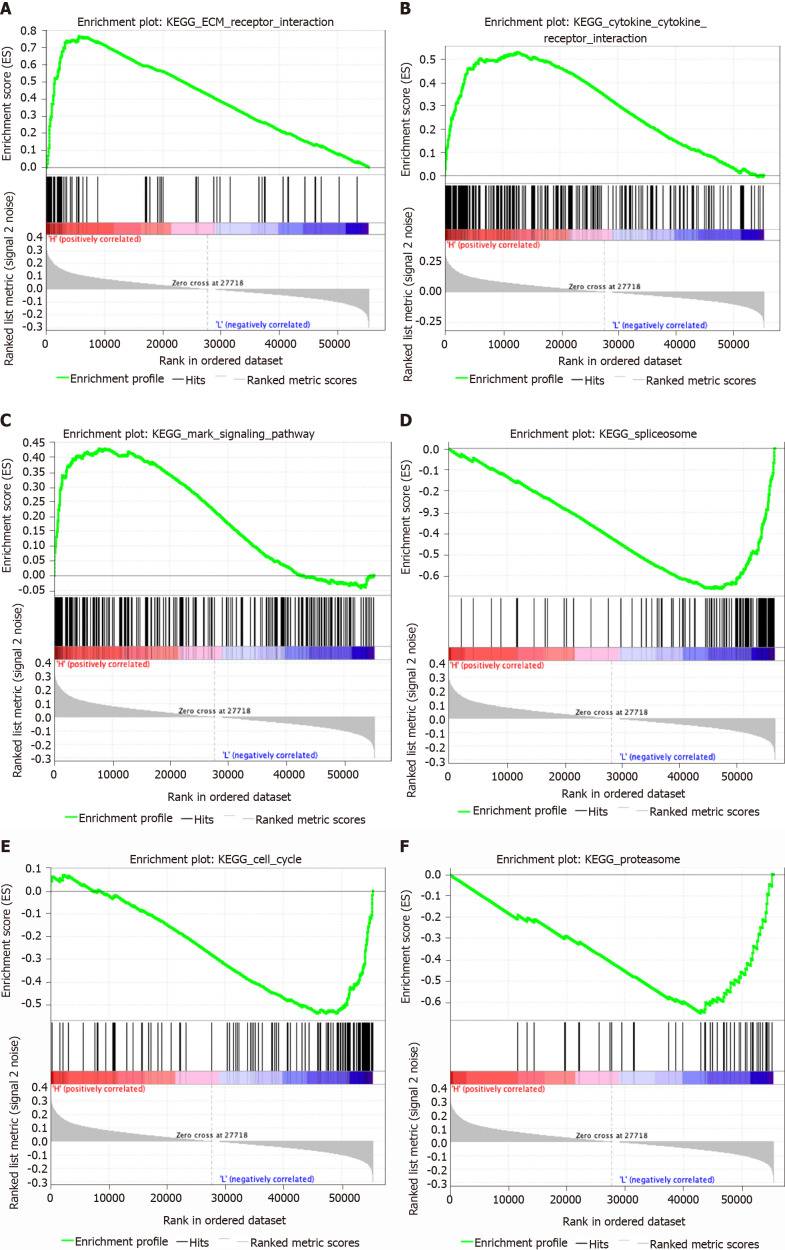 A
Enrichment plot: KEGG_ECM_receptor_interaction
Enrichment score (ES)
0.8
0.7
0.6
0.5
0.4
0.3
0.2
0.1
0.0
Ranked list metric (signal 2 noise)
'H' (positively correlated)
0.4
0.3
0.2
0.1
0.0
-0.1
-0.2
-0.3
Zero cross at 27718
'L' (negatively correlated)
0 10000 20000 30000 40000 50000
Rank in ordered dataset
Enrichment profile Hits Ranked metric scores
B
Enrichment plot: KEGG_cytokine_cytokine_
receptor_interaction
Enrichment score (ES)
0.5
0.4
0.3
0.2
0.1
0.0
Ranked list metric (signal 2 noise)
'H' (positively correlated)
0.25
0.00
-0.25
Zero cross at 27718
'L' (negatively correlated)
0 10000 20000 30000 40000 50000
Rank in ordered dataset
Enrichment profile Hits Ranked metric scores
C
Enrichment plot: KEGG_mark_signaling_pathway
Enrichment score (ES)
0.45
0.40
0.35
0.30
0.25
0.20
0.15
0.10
0.05
0.00
-0.05
Ranked list metric (signal 2 noise)
'H' (positively correlated)
0.4
0.3
0.2
0.1
0.0
-0.1
-0.2
-0.3
Zero cross at 27718
'L' (negatively correlated)
0 10000 20000 30000 40000 50000
Rank in ordered dataset
Enrichment profile Hits Ranked metric scores
D
Enrichment plot: KEGG_spliceosome
Enrichment score (ES)
0.0
-0.1
-0.2
-9.3
-0.4
-0.5
-0.6
Ranked list metric (signal 2 noise)
'H' (positively correlated)
0.4
0.3
0.2
0.1
0.0
-0.1
-0.2
-0.3
Zero cross at 27718
'L' (negatively correlated)
0 10000 20000 30000 40000 50000
Rank in ordered dataset
Enrichment profile Hits Ranked metric scores
E
Enrichment plot: KEGG_cell_cycle
Enrichment score (ES)
0.1
0.0
-0.1
-0.2
-0.3
-0.4
-0.5
Ranked list metric (signal 2 noise)
'H' (positively correlated)
0.4
0.3
0.2
0.1
0.0
-0.1
-0.2
-0.3
Zero cross at 27718
'L' (negatively correlated)
0 10000 20000 30000 40000 50000
Rank in ordered dataset
Enrichment profile Hits Ranked metric scores
F
Enrichment plot: KEGG_proteasome
Enrichment score (ES)
0.0
-0.1
-0.2
-0.3
-0.4
-0.5
-0.6
Ranked list metric (signal 2 noise)
'H' (positively correlated)
0.4
0.3
0.2
0.1
0.0
-0.1
-0.2
-0.3
Zero cross at 27718
'L' (negatively correlated)
0 10000 20000 30000 40000 50000
Rank in ordered dataset
Enrichment profile Hits Ranked metric scores